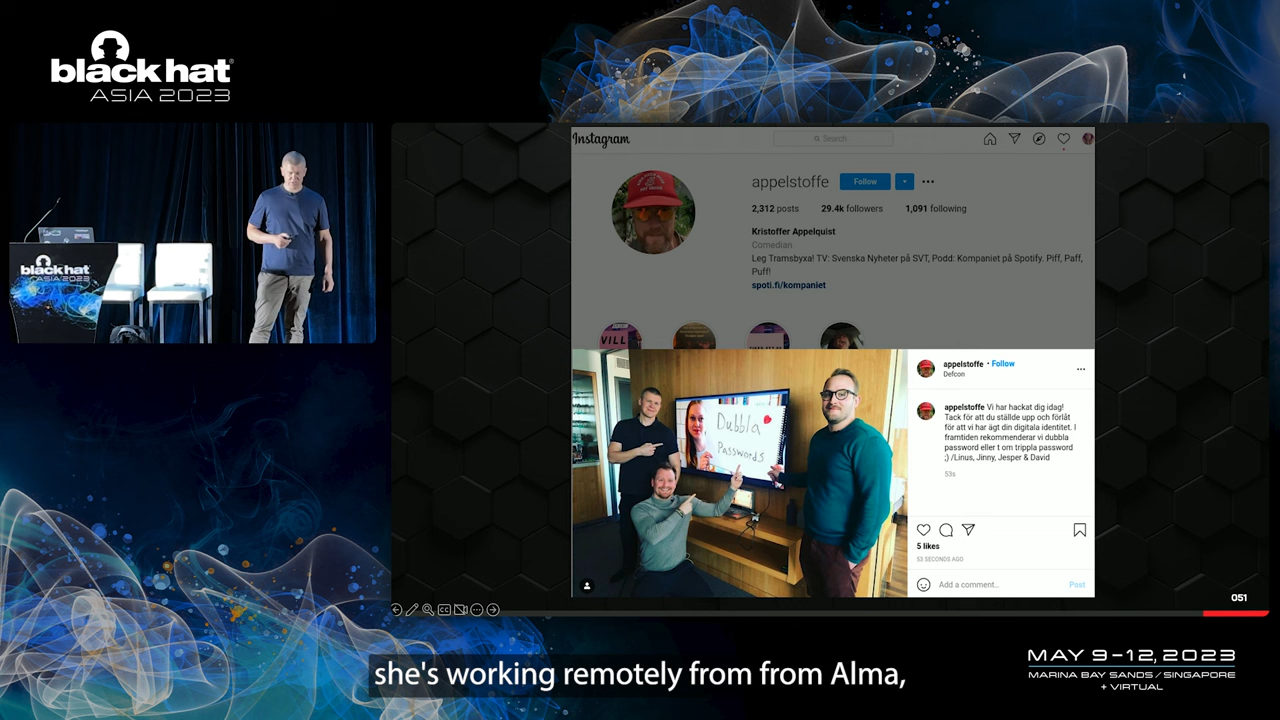 black hat
ASIA 2023
black hat
ASIA 2023
Instagram
Search
appelstoffe
Follow
2,312 posts
29.4k followers
1,091 following
Kristoffer Appelquist
Comedian
Leg Tramsbyxa! TV: Svenska Nyheter på SVT, Podd: Kompaniet på Spotify. Piff, Paff,
Puff!
spoti.fi/kompaniet
VILL
Dubbla
Passwords
appelstoffe • Follow
Defcon
appelstoffe Vi har hackat dig idag!
Tack för att du ställde upp och förlåt
för att vi har ägt din digitala identitet. I
framtiden rekommenderar vi dubbla
password eller t om trippla password
;) /Linus, Jinny, Jesper & David
53s
5 likes
53 SECONDS AGO
Add a comment...
Post
051
CC
she's working remotely from from Alma,
MAY 9-12, 2023
MARINA BAY SANDS / SINGAPORE
+ VIRTUAL